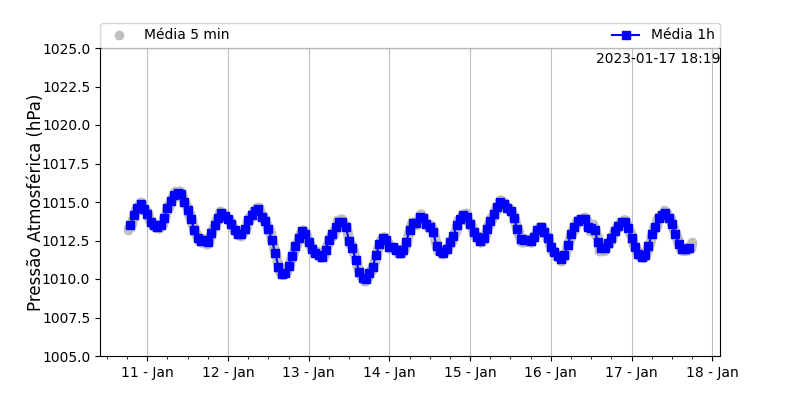 Média 5 min
Média 1h
2023-01-17 18:19
Pressão Atmosférica (hPa)
1025.0
1022.5
1020.0
1017.5
1015.0
1012.5
1010.0
1007.5
1005.0
11 - Jan
12 - Jan
13 - Jan
14 - Jan
15 - Jan
16 - Jan
17 - Jan
18 - Jan